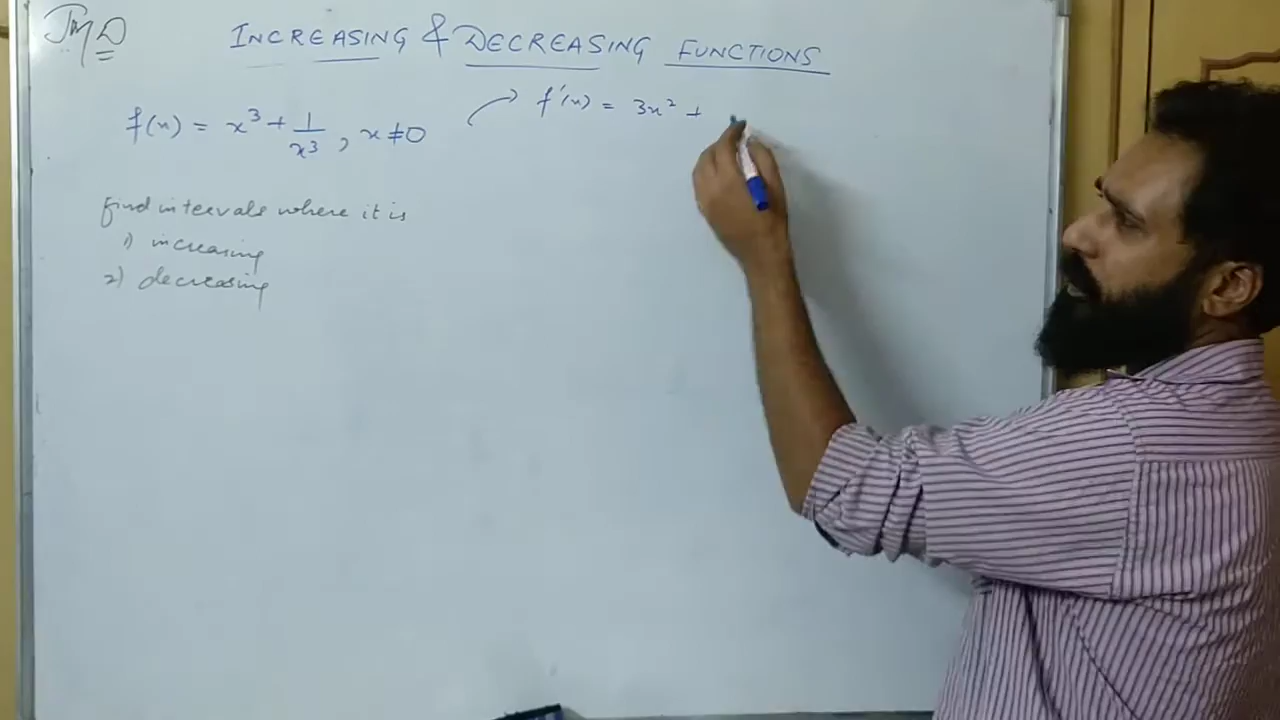 JMD
INCREASING & DECREASING FUNCTIONS
f(x) = x³ + 1/x³, x ≠ 0
→ f'(x) = 3x² +
find intervals where it is
1) increasing
2) decreasing